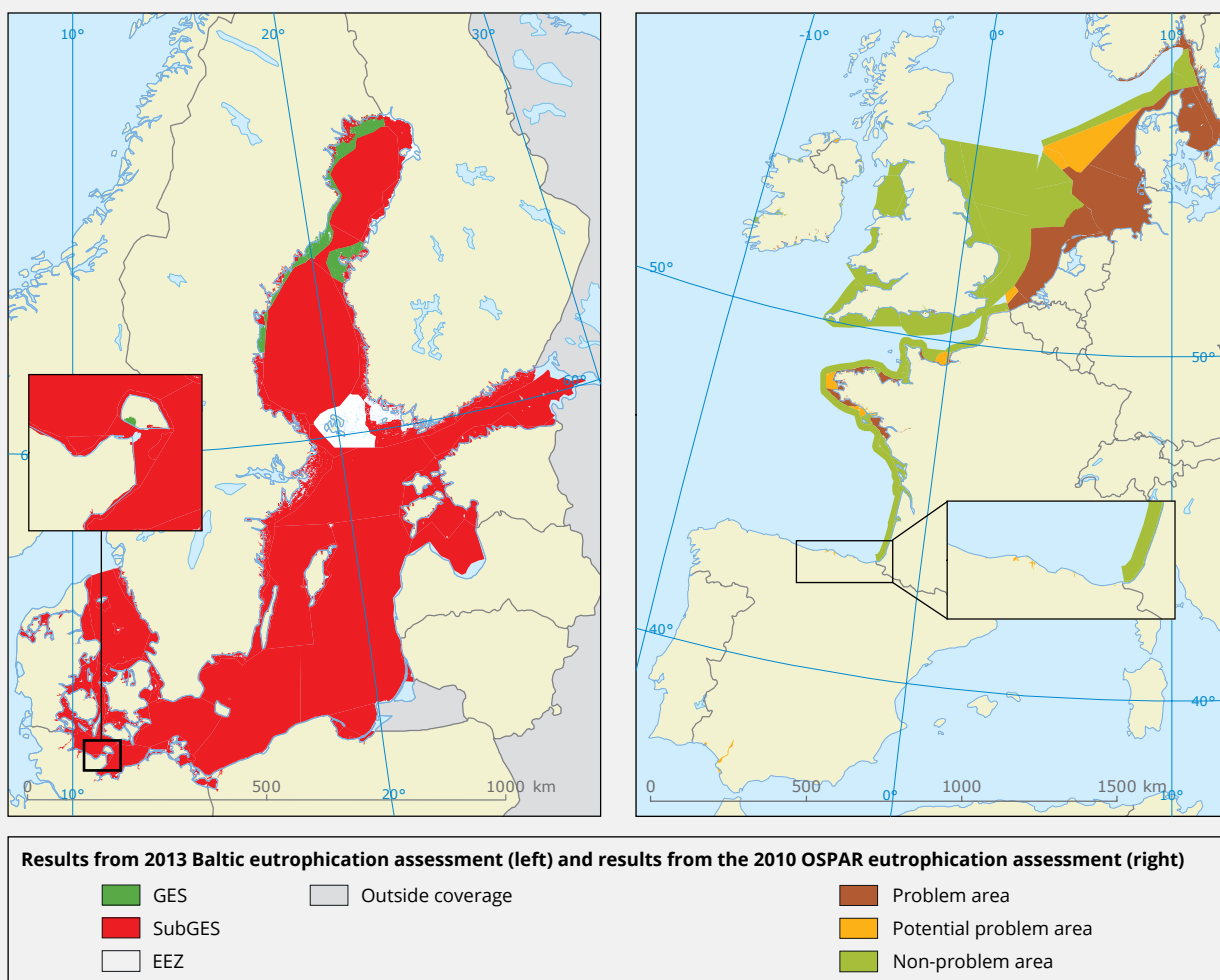 10°
20°
30°
60°
6
0
500
1000 km
10°
20°
-10°
0°
10°
50°
50°
40°
40°
0
500
1000
1500 km
0°
10°
Results from 2013 Baltic eutrophication assessment (left) and results from the 2010 OSPAR eutrophication assessment (right)
GES
SubGES
EEZ
Outside coverage
Problem area
Potential problem area
Non-problem area